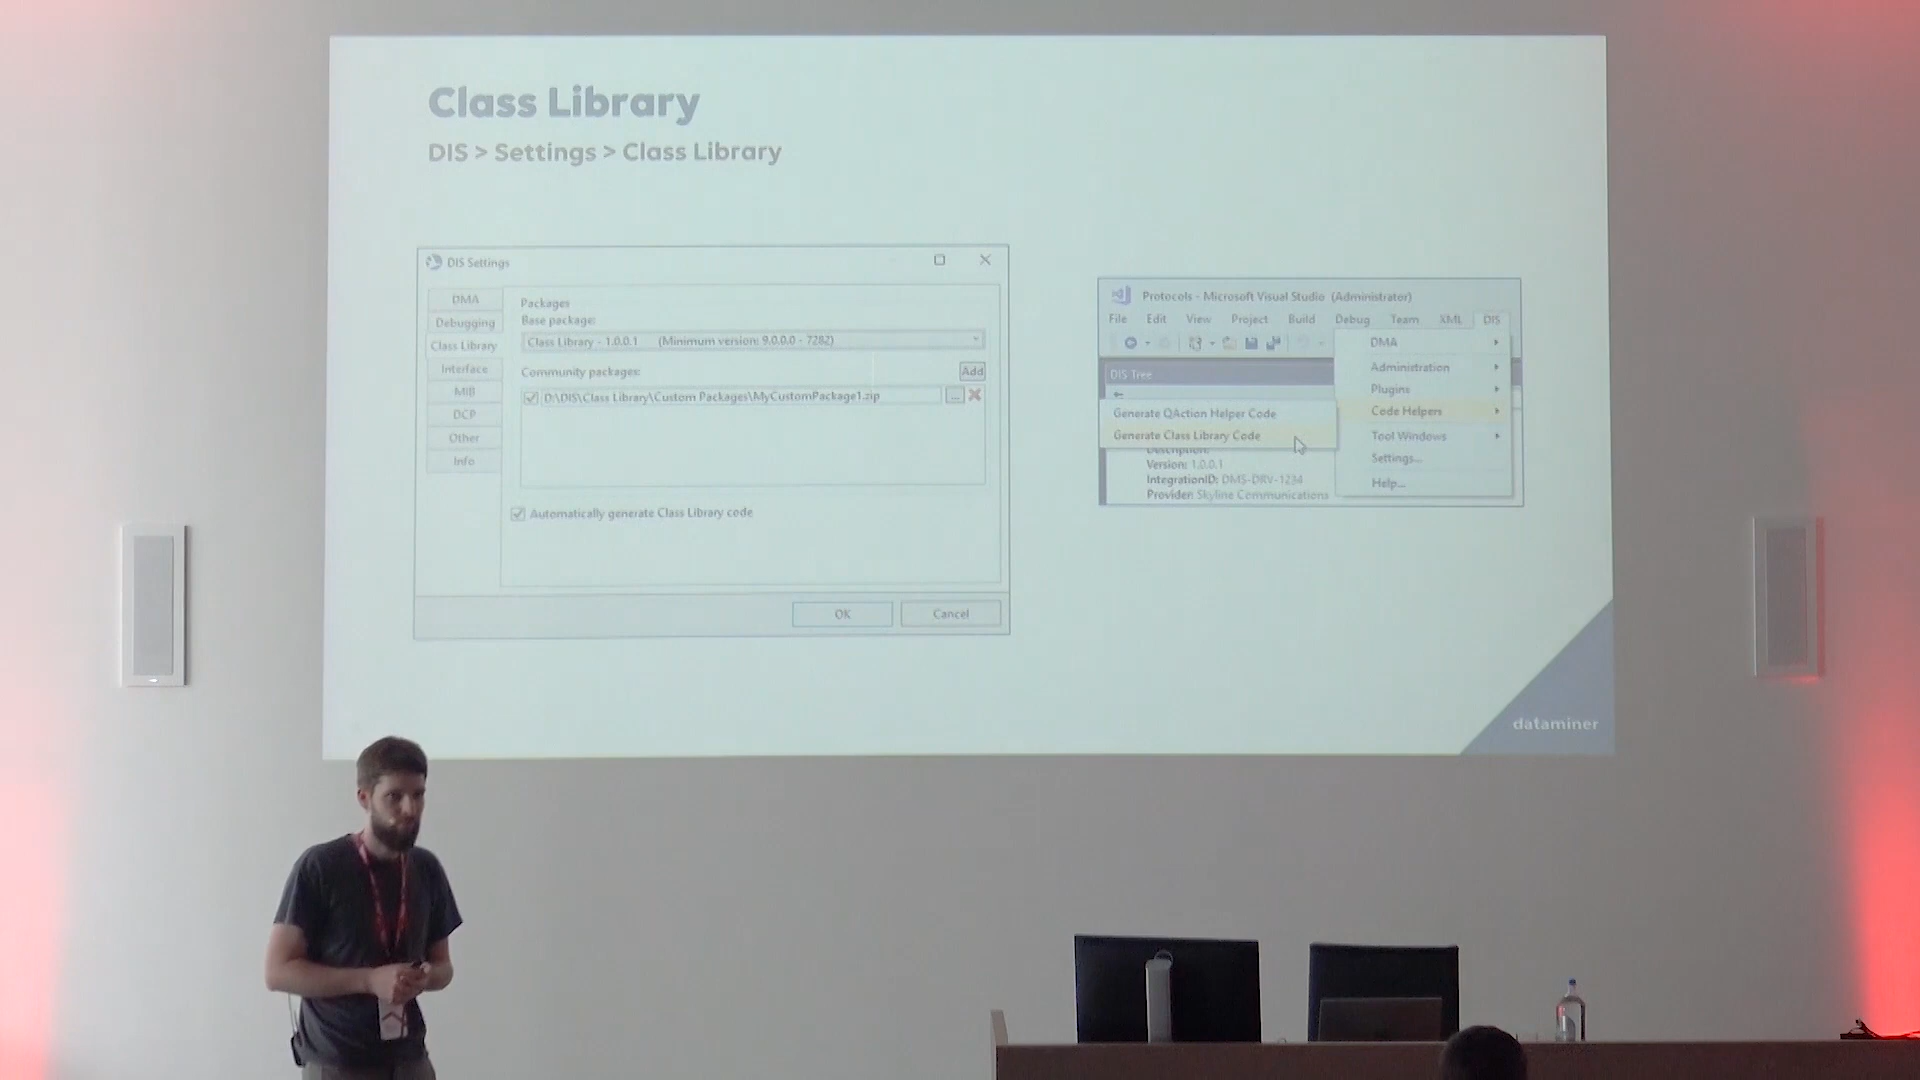 Class Library
DIS > Settings > Class Library
DIS Settings
DMA
Debugging
Class Library
Interface
Mill
DCP
Other
Info
Packages
Base package:
Class Library - 1.0.0.1 (Minimum version: 9.0.0.0 - 7282)
Community packages:
Add
D:\DIS\Class Library\Custom Packages\MyCustomPackage1.zip
...
Automatically generate Class Library code
OK
Cancel
Protocols - Microsoft Visual Studio (Administrator)
File Edit View Project Build Debug Team XML DIS
DIS Tree
DMA
Administration
Plugins
Code Helpers
Tool Windows
Settings...
Help...
Generate QAction Helper Code
Generate Class Library Code
Description:
Version: 1.0.0.1
IntegrationID: DMS-DRV-1234
Provider: Skyline Communications
dataminer